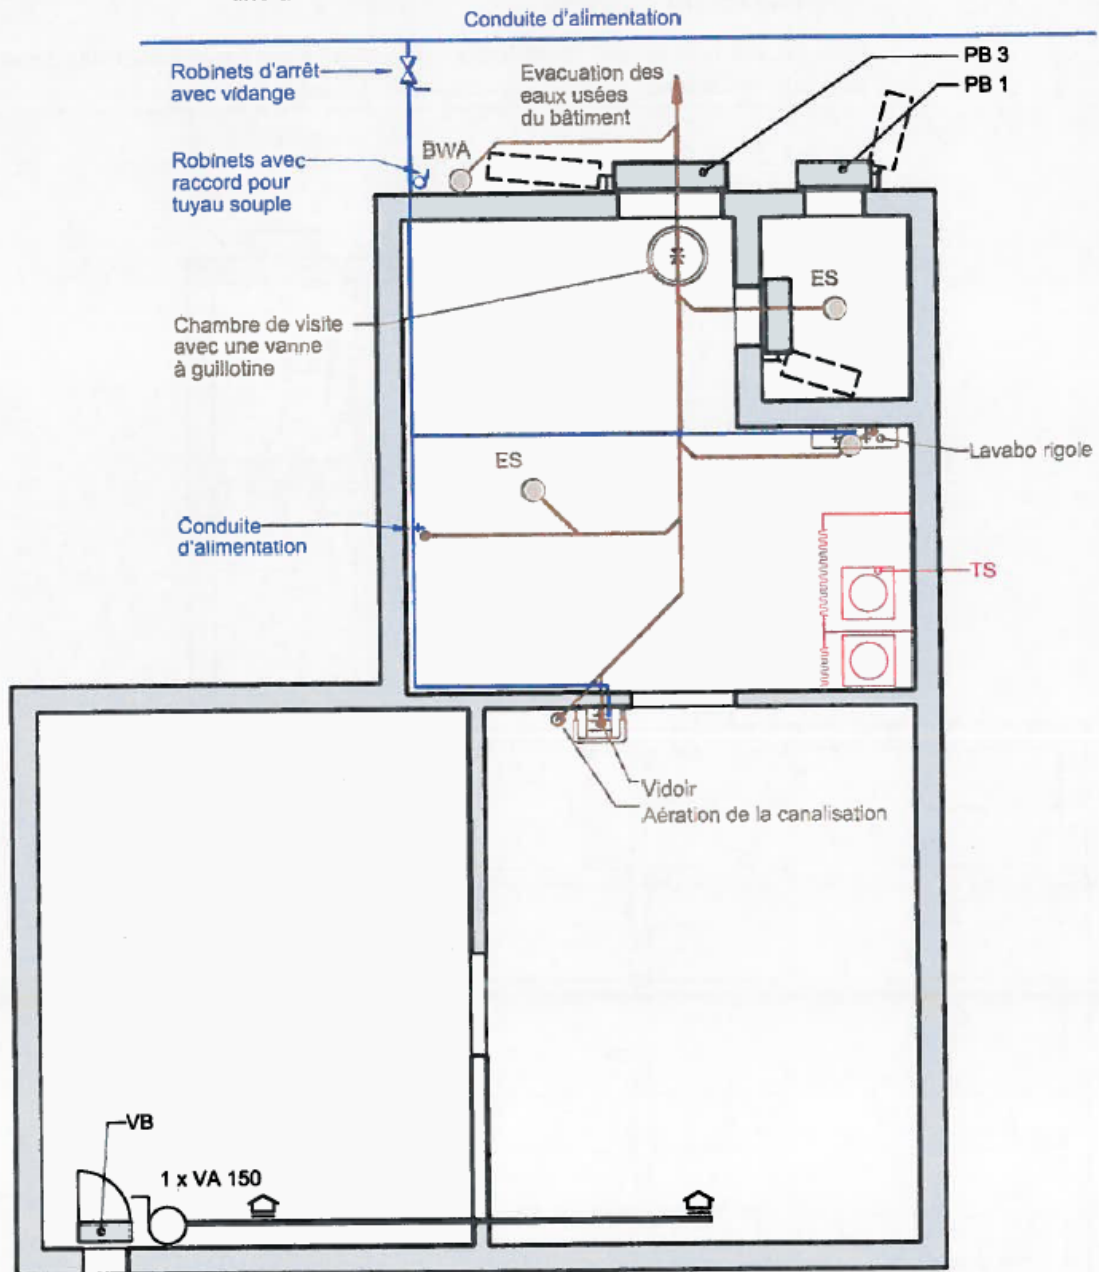 Conduite d'alimentation
Robinets d'arrêt
avec vidange
Evacuation des
eaux usées
du bâtiment
PB 3
PB 1
Robinets avec
raccord pour
tuyau souple
BWA
ES
Chambre de visite
avec une vanne
à guillotine
Lavabo rigole
ES
Conduite
d'alimentation
TS
Vidoir
Aération de la canalisation
VB
1 x VA 150